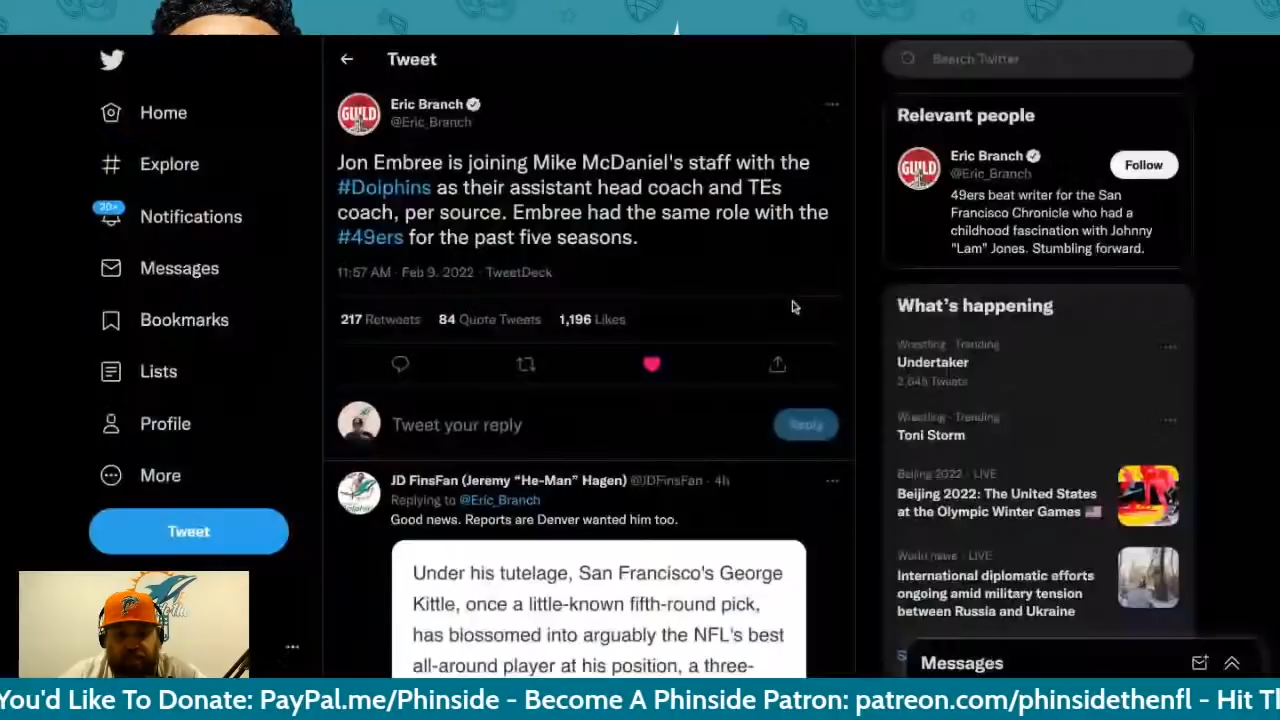 Tweet
Search Twitter
Home
Explore
20+
Notifications
Messages
Bookmarks
Lists
Profile
More
Tweet
GUILD
Eric Branch
@Eric_Branch
Jon Embree is joining Mike McDaniel's staff with the
#Dolphins as their assistant head coach and TEs
coach, per source. Embree had the same role with the
#49ers for the past five seasons.
11:57 AM · Feb 9, 2022 · TweetDeck
217 Retweets 84 Quote Tweets 1,196 Likes
Tweet your reply
Reply
JD FinsFan (Jeremy “He-Man” Hagen) @JDFinsFan · 4h
Replying to @Eric_Branch
Good news. Reports are Denver wanted him too.
Under his tutelage, San Francisco's George
Kittle, once a little-known fifth-round pick,
has blossomed into arguably the NFL's best
all-around player at his position, a three-
Relevant people
GUILD
Eric Branch
@Eric_Branch
Follow
49ers beat writer for the San
Francisco Chronicle who had a
childhood fascination with Johnny
"Lam" Jones. Stumbling forward.
What's happening
Wrestling · Trending
Undertaker
Wrestling · Trending
Toni Storm
Beijing 2022 · LIVE
Beijing 2022: The United States
at the Olympic Winter Games
World news · LIVE
International diplomatic efforts
ongoing amid military tension
between Russia and Ukraine
Messages
You'd Like To Donate: PayPal.me/Phinside - Become A Phinside Patron: patreon.com/phinsidethenfl - Hit Th